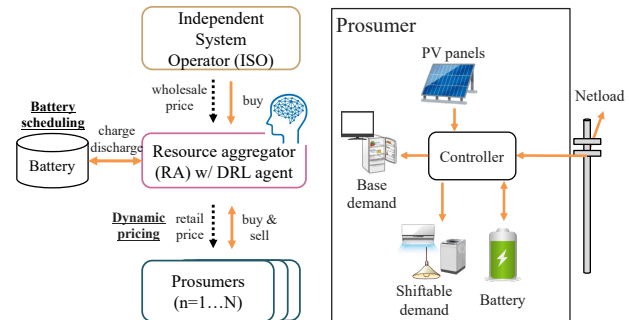 Independent
System
Operator (ISO)
wholesale
price
buy
Battery
scheduling
charge
discharge
Battery
Resource aggregator
(RA) w/ DRL agent
Dynamic
pricing
retail
price
buy &
sell
Prosumers
(n=1…N)
Prosumer
PV panels
Netload
Controller
Base
demand
Shiftable
demand
Battery